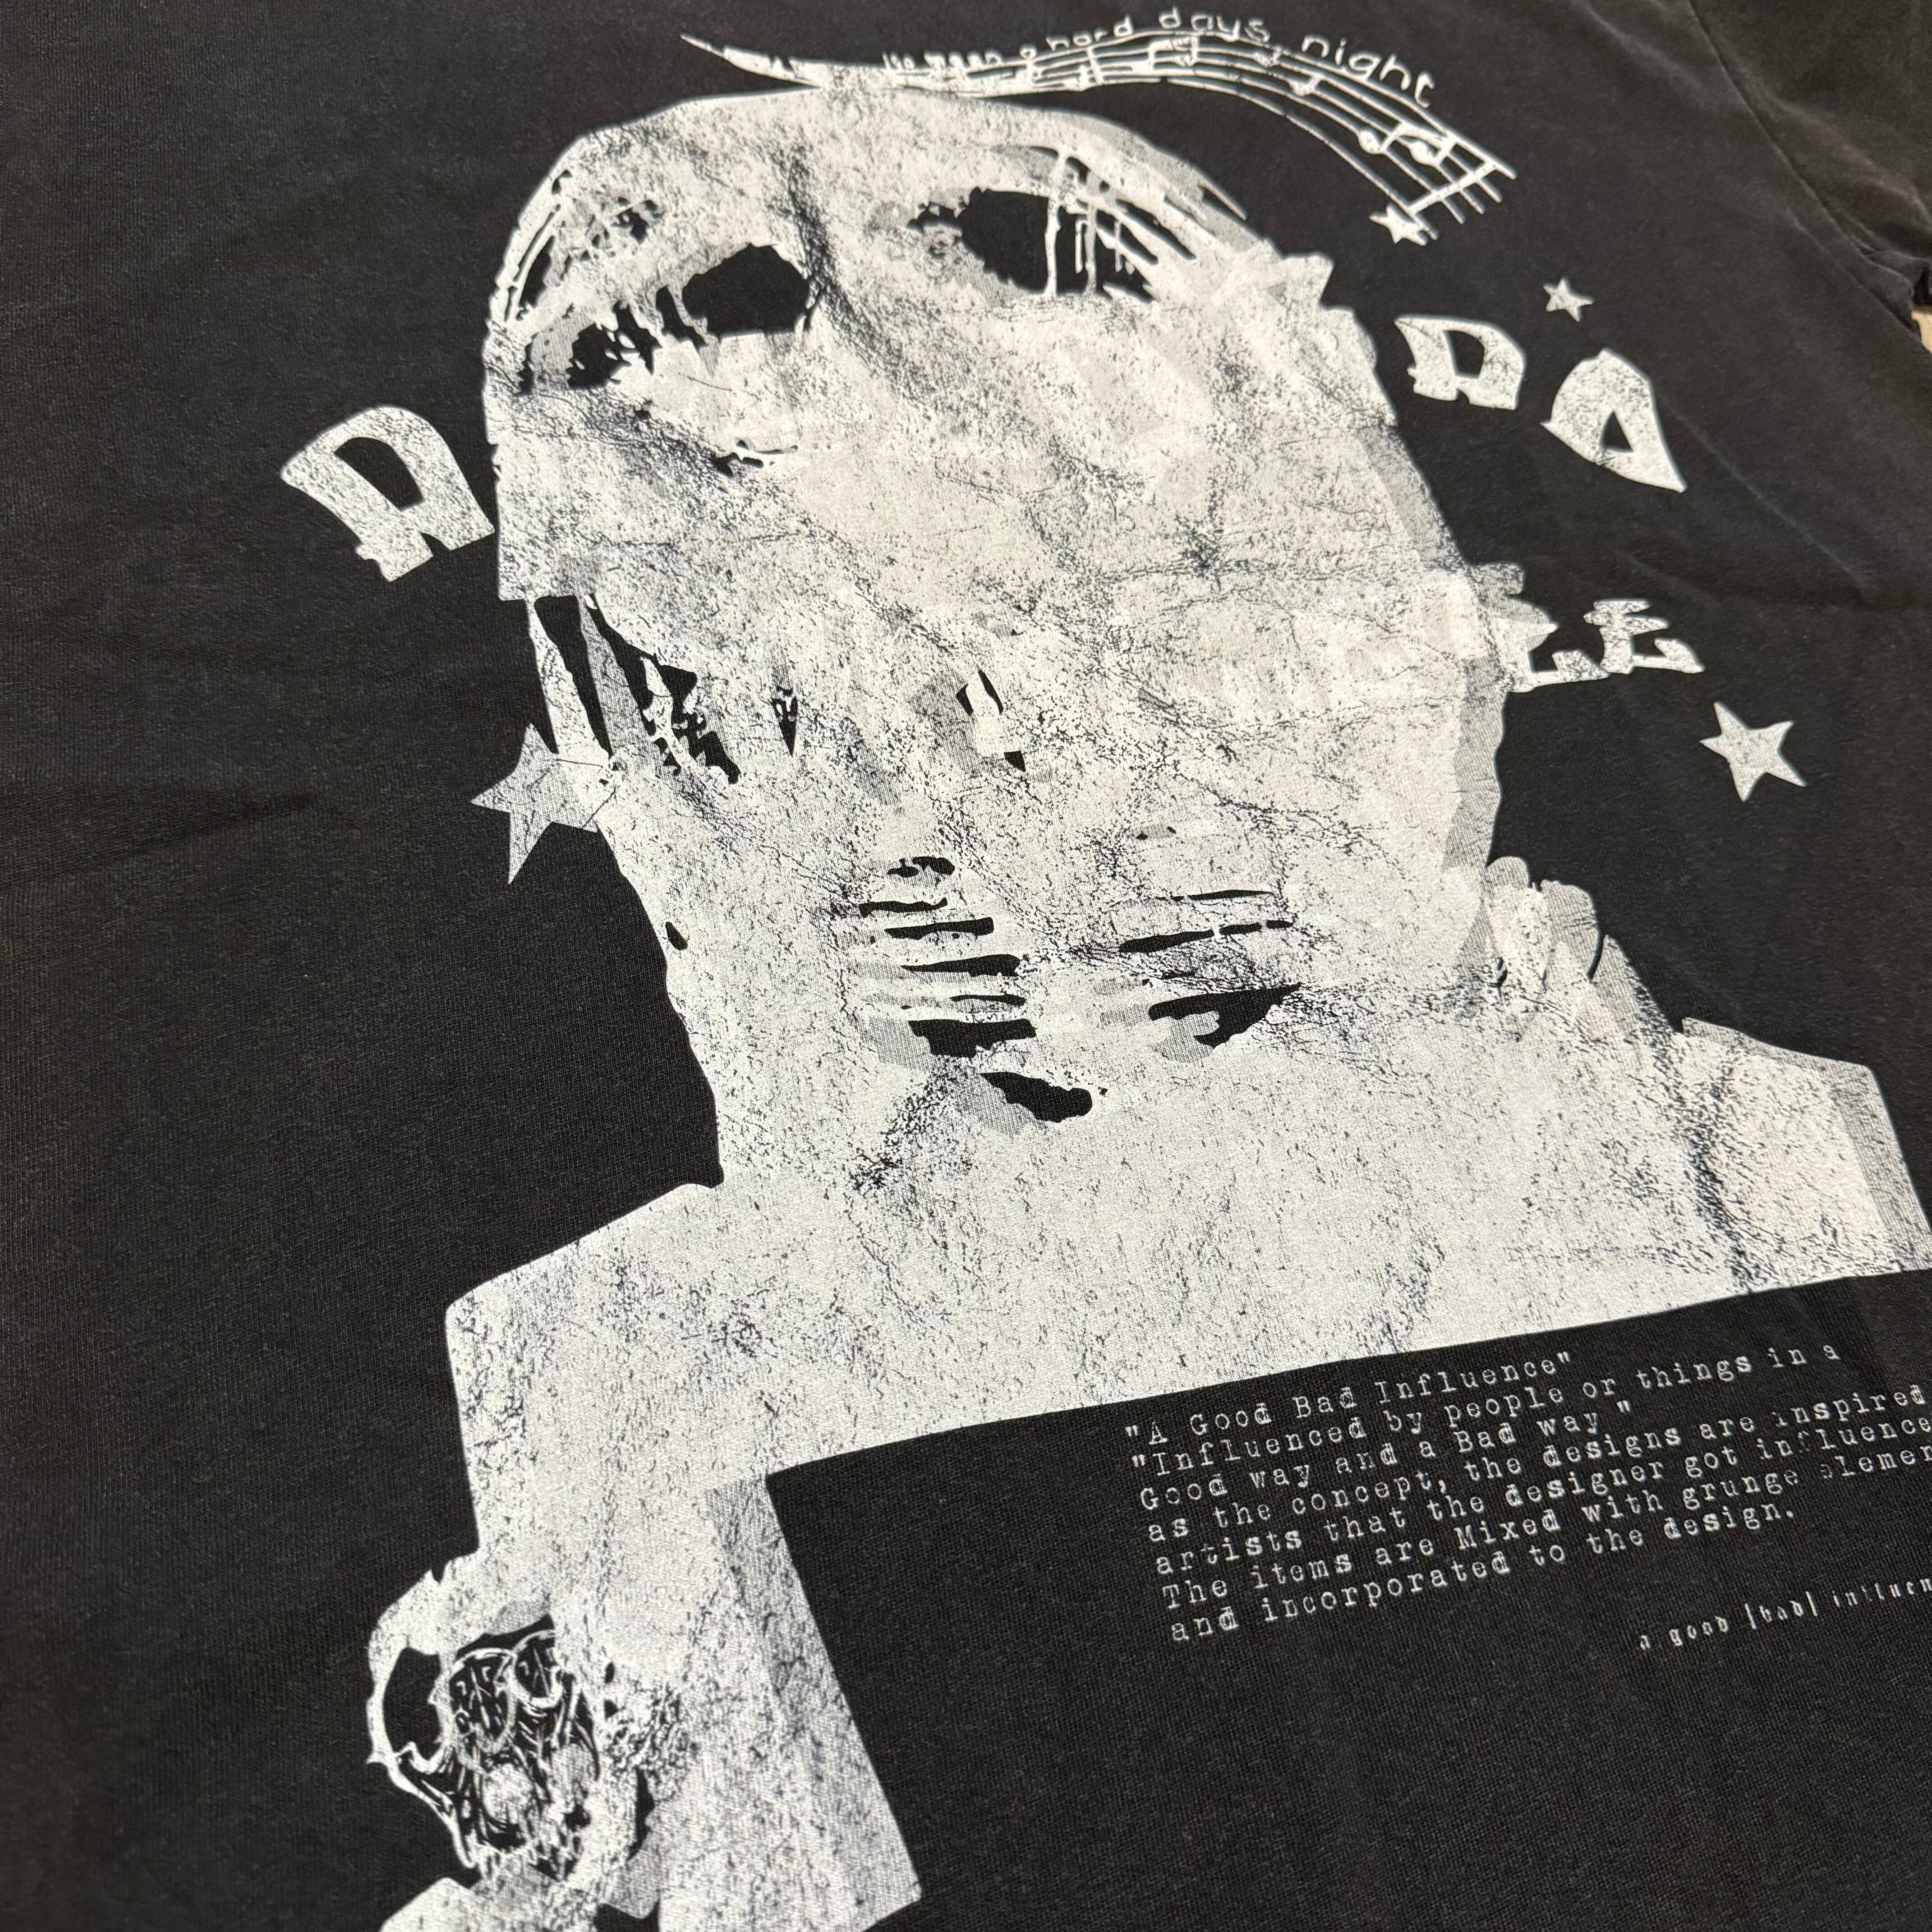 a hard days night
"A Good Bad Influence"
"Influenced by people or things in a
Good way and a Bad way."
as the concept, the designs are inspired
artists that the designer got influence
The items are Mixed with grunge elemen
and incorporated to the design.
a good [bad] influen